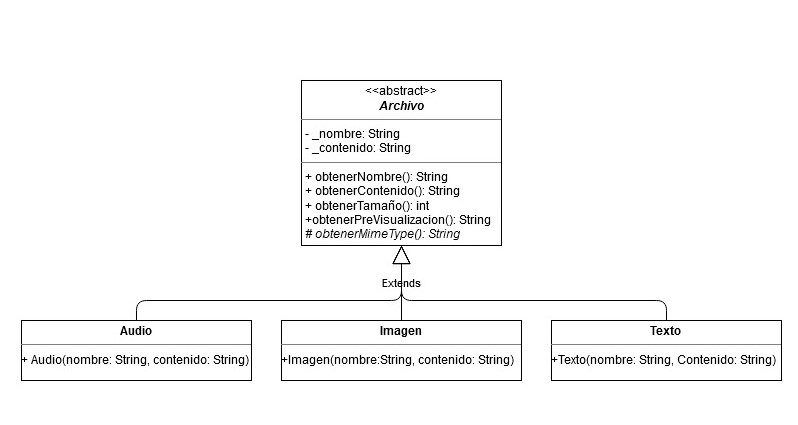 <<abstract>>
Archivo
- _nombre: String
- _contenido: String
+ obtenerNombre(): String
+ obtenerContenido(): String
+ obtenerTamaño(): int
+obtenerPreVisualizacion(): String
# obtenerMimeType(): String
Extends
Audio
+ Audio(nombre: String, contenido: String)
Imagen
+Imagen(nombre:String, contenido: String)
Texto
+Texto(nombre: String, Contenido: String)